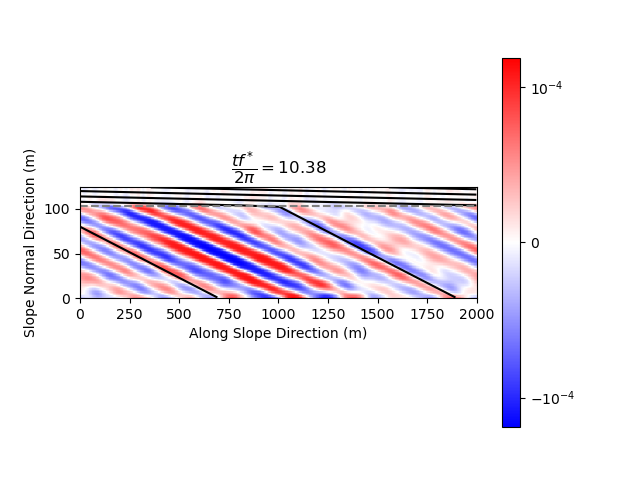 tf*/2π = 10.38
Slope Normal Direction (m)
100
50
0
0 250 500 750 1000 1250 1500 1750 2000
Along Slope Direction (m)
10⁻⁴
0
−10⁻⁴